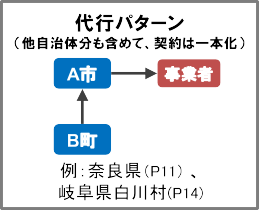 代行パターン
（他自治体分も含めて、契約は一本化）
A市
事業者
B町
例：奈良県（P11）、
岐阜県白川村(P14)